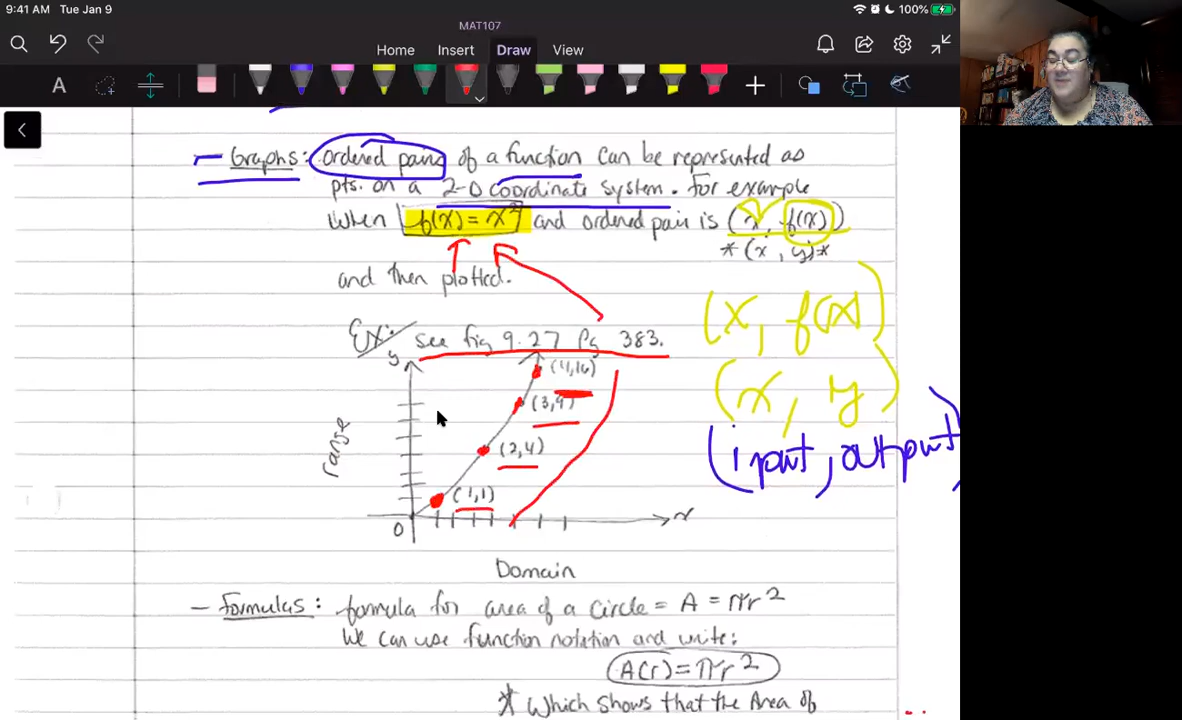 9:41 AM Tue Jan 9
100%
MAT107
Home Insert Draw View
- Graphs: ordered pairs of a function can be represented as
pts. on a 2-D coordinate system. For example
When f(x) = x² and ordered pair is (x, f(x))
*(x, y)*
and then plotted.
(x, f(x))
Ex: see fig 9.27 Pg 383.
(x, y)
y
(4,16)
(3,9)
(input, output)
range
(2,4)
(1,1)
0
x
Domain
- Formulas: formula for area of a circle = A = πr²
We can use function notation and write:
A(r) = πr²
* Which shows that the Area of